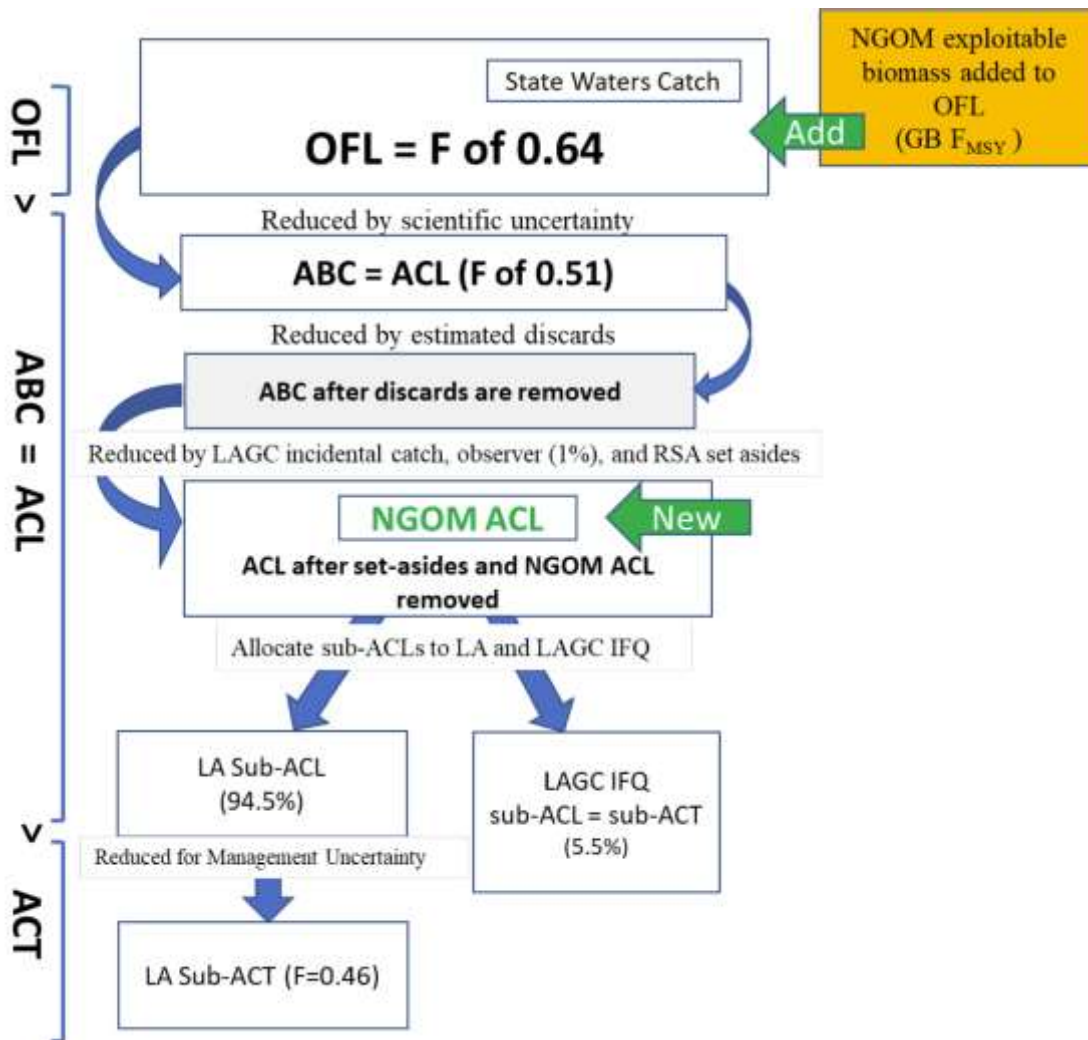 NGOM exploitable
biomass added to
OFL
(GB FMSY )
State Waters Catch
Add
OFL = F of 0.64
OFL
>
Reduced by scientific uncertainty
ABC = ACL (F of 0.51)
Reduced by estimated discards
ABC after discards are removed
ABC = ACL
Reduced by LAGC incidental catch, observer (1%), and RSA set asides
NGOM ACL
New
ACL after set-asides and NGOM ACL
removed
Allocate sub-ACLs to LA and LAGC IFQ
LA Sub-ACL
(94.5%)
LAGC IFQ
sub-ACL = sub-ACT
(5.5%)
>
Reduced for Management Uncertainty
ACT
LA Sub-ACT (F=0.46)